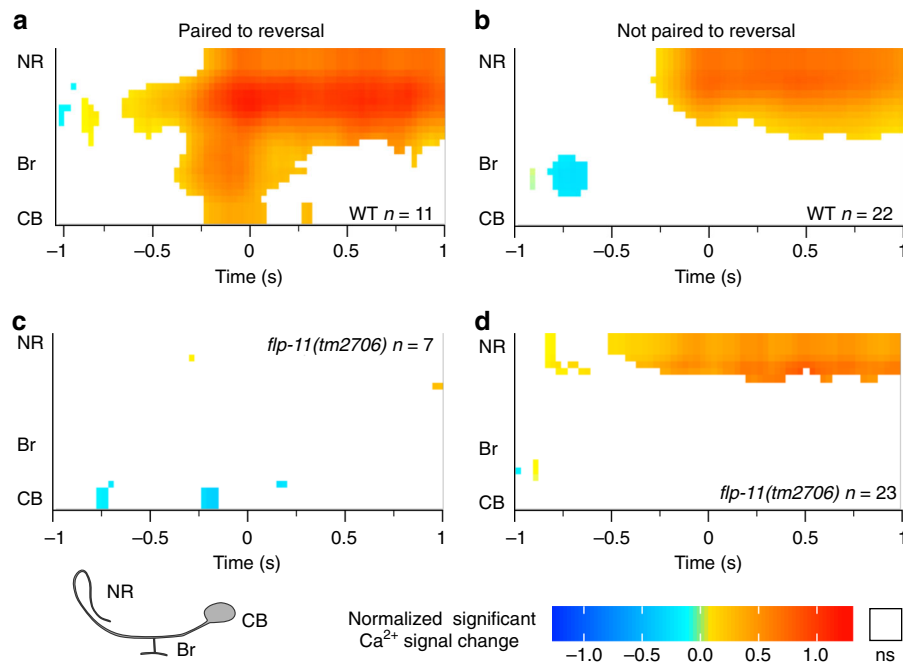 a
Paired to reversal
NR
Br
CB
WT n = 11
−1 −0.5 0 0.5 1
Time (s)
b
Not paired to reversal
NR
Br
CB
WT n = 22
−1 −0.5 0 0.5 1
Time (s)
c
flp-11(tm2706) n = 7
NR
Br
CB
−1 −0.5 0 0.5 1
Time (s)
d
NR
Br
CB
flp-11(tm2706) n = 23
−1 −0.5 0 0.5 1
Time (s)
NR
CB
Br
Normalized significant
Ca2+ signal change
−1.0 −0.5 0.0 0.5 1.0
ns